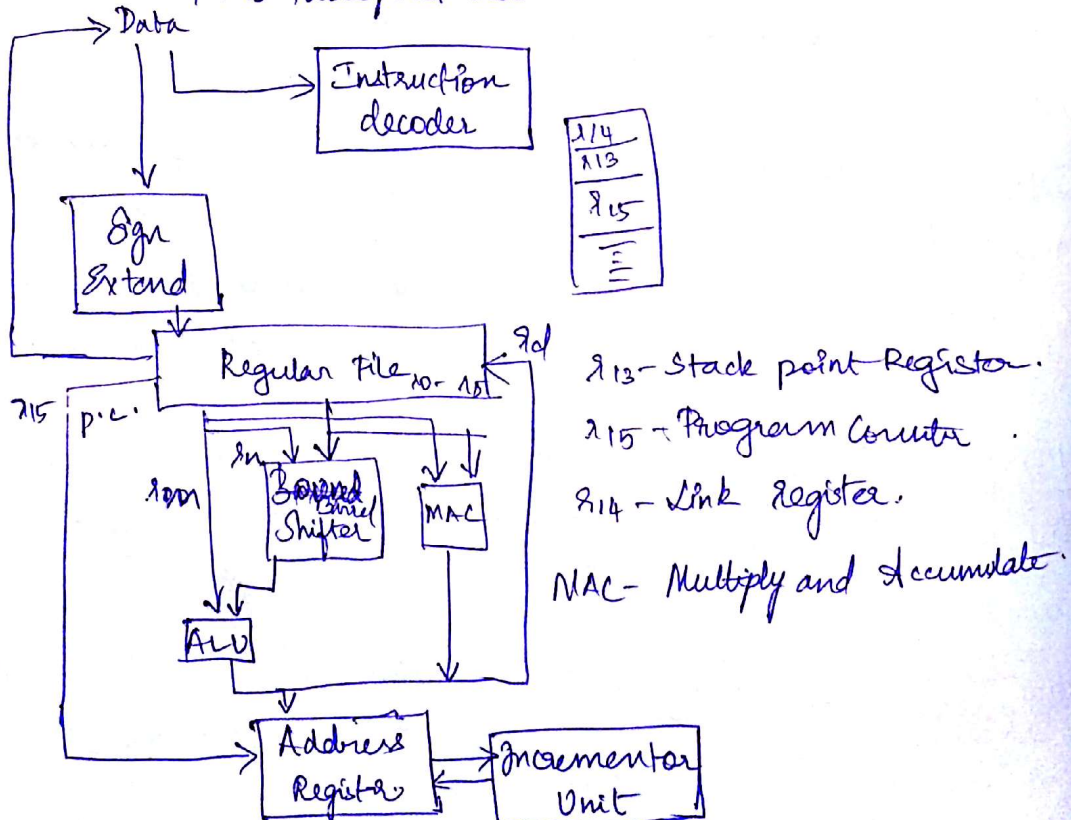 Data
Instruction
decoder
r14
r13
r15
Sgn
Extend
Regular File r0- r15
rd
r15 p.c.
r13 - Stack point Register.
r15 - Program Counter .
r14 - Link register.
MAC - Multiply and Accumulate.
rn
rm
Barrel
Shifter
MAC
ALU
Address
Register
Incrementor
Unit